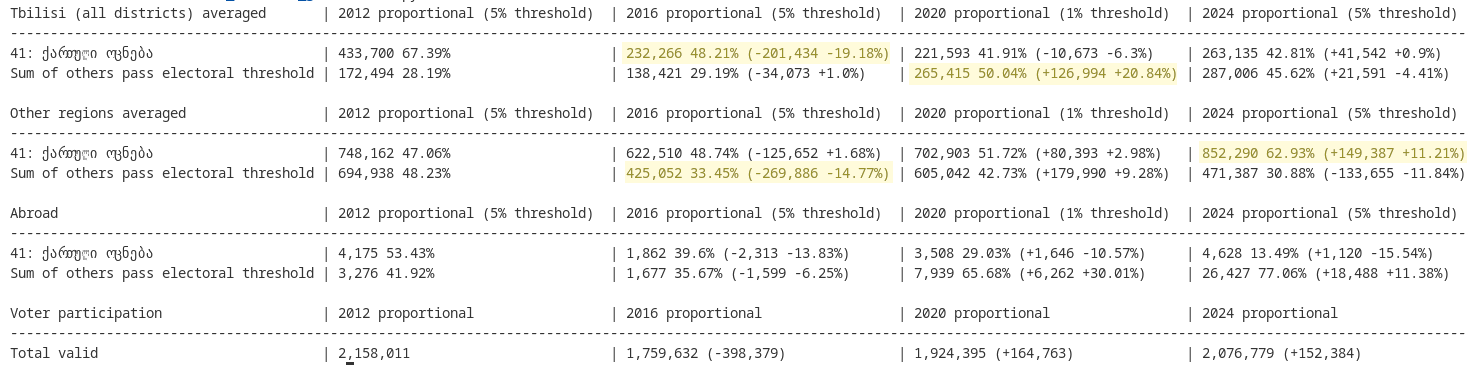 Tbilisi (all districts) averaged | 2012 proportional (5% threshold) | 2016 proportional (5% threshold) | 2020 proportional (1% threshold) | 2024 proportional (5% threshold)
41: ქართული ოცნება | 433,700 67.39% | 232,266 48.21% (-201,434 -19.18%) | 221,593 41.91% (-10,673 -6.3%) | 263,135 42.81% (+41,542 +0.9%)
Sum of others pass electoral threshold | 172,494 28.19% | 138,421 29.19% (-34,073 +1.0%) | 265,415 50.04% (+126,994 +20.84%) | 287,006 45.62% (+21,591 -4.41%)
Other regions averaged | 2012 proportional (5% threshold) | 2016 proportional (5% threshold) | 2020 proportional (1% threshold) | 2024 proportional (5% threshold)
41: ქართული ოცნება | 748,162 47.06% | 622,510 48.74% (-125,652 +1.68%) | 702,903 51.72% (+80,393 +2.98%) | 852,290 62.93% (+149,387 +11.21%)
Sum of others pass electoral threshold | 694,938 48.23% | 425,052 33.45% (-269,886 -14.77%) | 605,042 42.73% (+179,990 +9.28%) | 471,387 30.88% (-133,655 -11.84%)
Abroad | 2012 proportional (5% threshold) | 2016 proportional (5% threshold) | 2020 proportional (1% threshold) | 2024 proportional (5% threshold)
41: ქართული ოცნება | 4,175 53.43% | 1,862 39.6% (-2,313 -13.83%) | 3,508 29.03% (+1,646 -10.57%) | 4,628 13.49% (+1,120 -15.54%)
Sum of others pass electoral threshold | 3,276 41.92% | 1,677 35.67% (-1,599 -6.25%) | 7,939 65.68% (+6,262 +30.01%) | 26,427 77.06% (+18,488 +11.38%)
Voter participation | 2012 proportional | 2016 proportional | 2020 proportional | 2024 proportional
Total valid | 2,158,011 | 1,759,632 (-398,379) | 1,924,395 (+164,763) | 2,076,779 (+152,384)